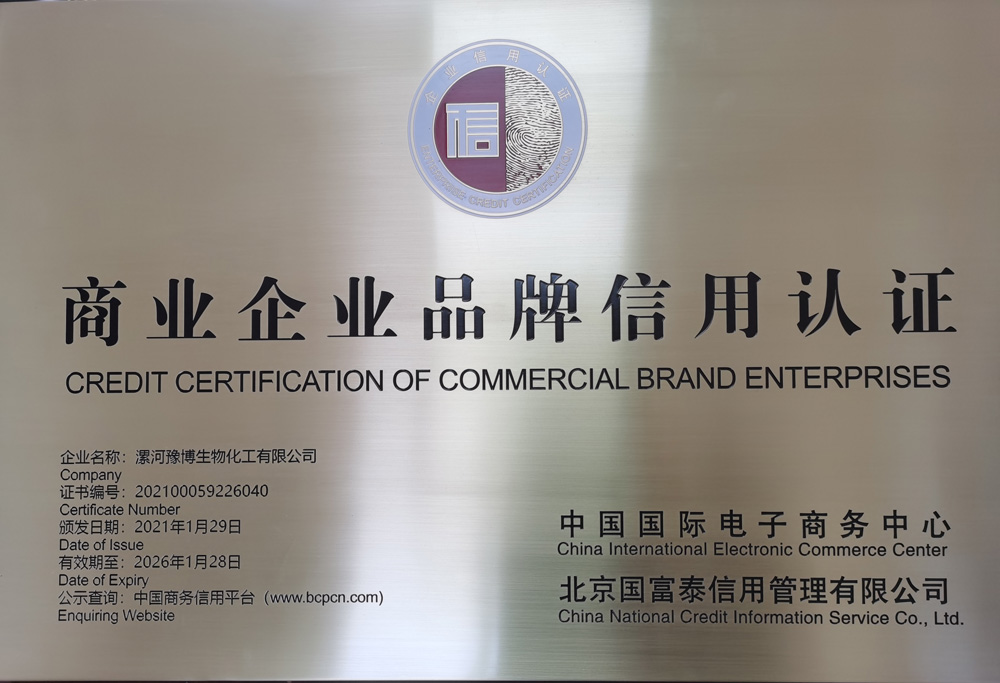 企业信用认证
信
ENTERPRISE CREDIT CERTIFICATION
商业企业品牌信用认证
CREDIT CERTIFICATION OF COMMERCIAL BRAND ENTERPRISES
企业名称：漯河豫博生物化工有限公司
Company
证书编号：202100059226040
Certificate Number
颁发日期：2021年1月29日
Date of Issue
有效期至：2026年1月28日
Date of Expiry
公示查询：中国商务信用平台（www.bcpcn.com）
Enquiring Website
中国国际电子商务中心
China International Electronic Commerce Center
北京国富泰信用管理有限公司
China National Credit Information Service Co., Ltd.